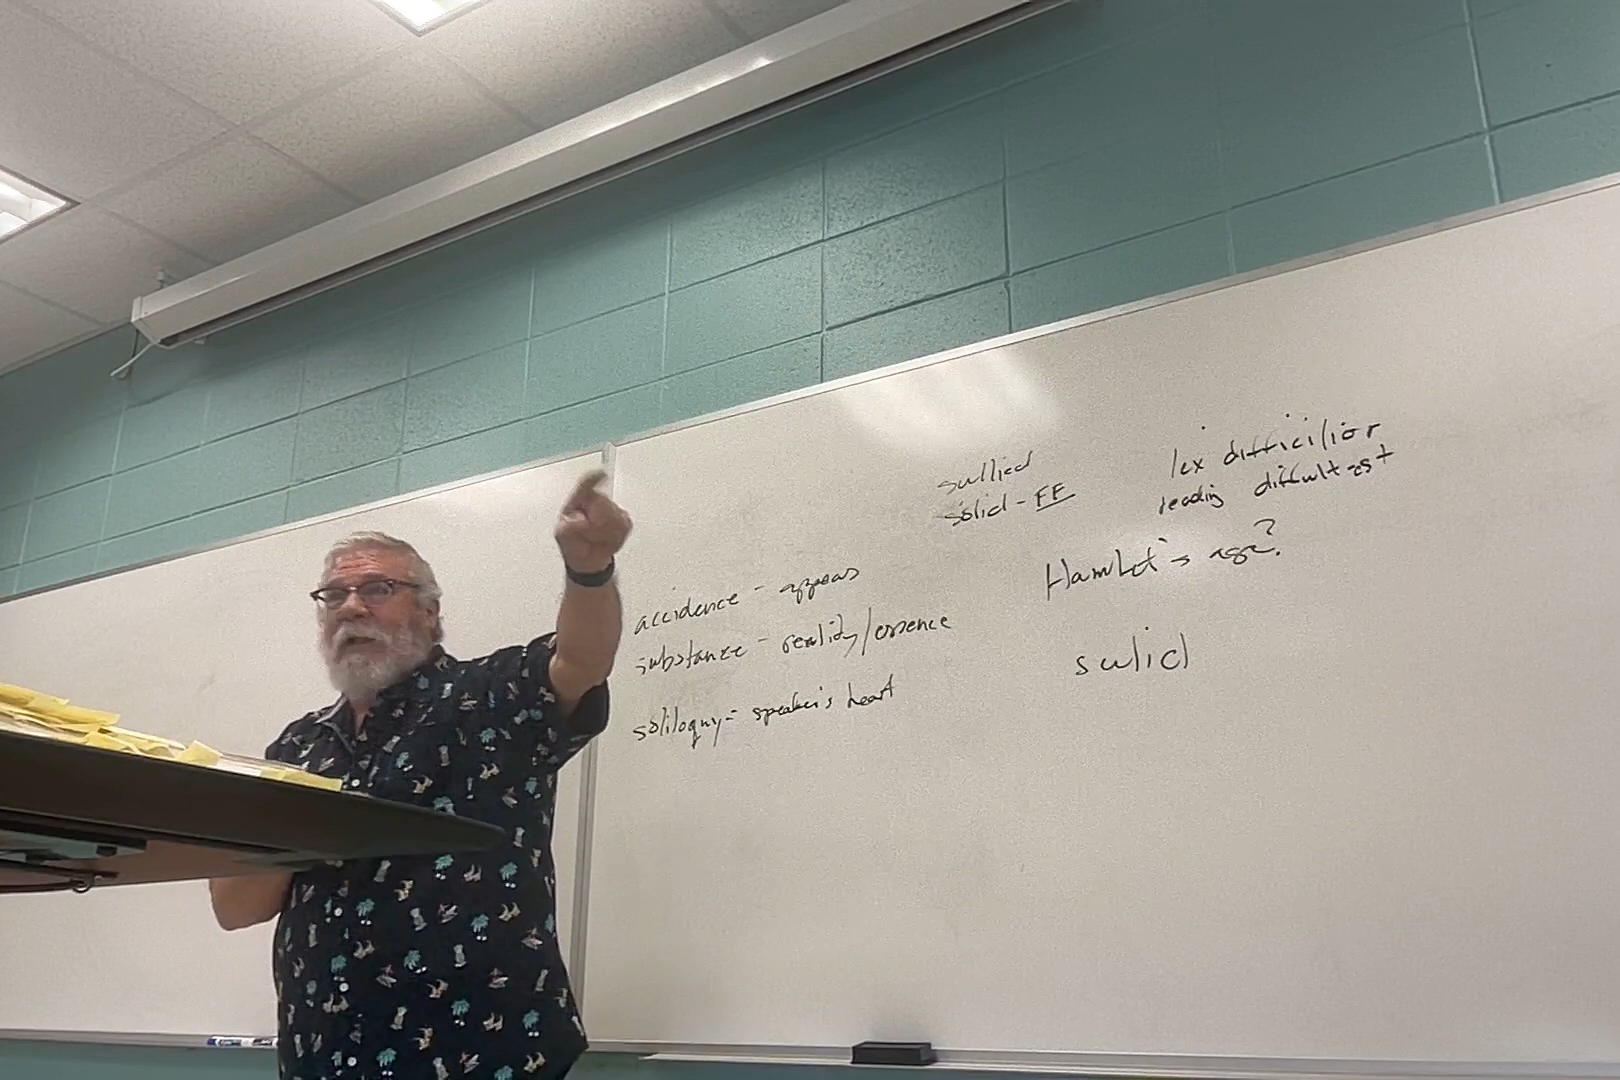 accidence - appears
substance - reality/essence
soliloquy = speaker's heart
sullied
solid - FF
lex difficilior
reading difficultest
Hamlet's age?
sulid